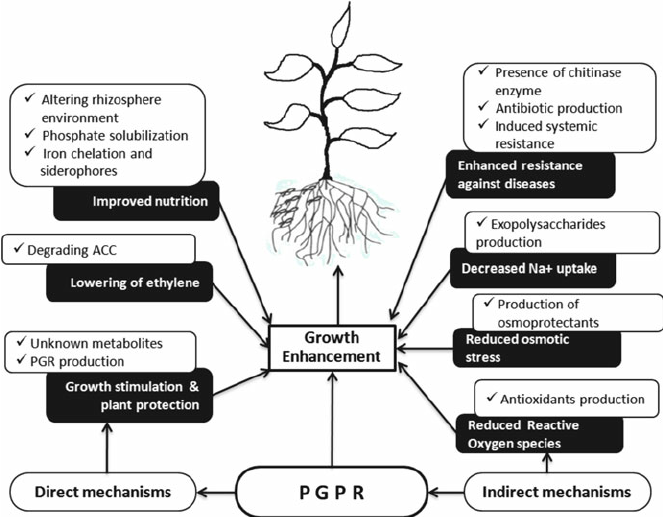 ✓ Altering rhizosphere
environment
✓ Phosphate solubilization
✓ Iron chelation and
siderophores
Improved nutrition
✓ Degrading ACC
Lowering of ethylene
✓ Unknown metabolites
✓ PGR production
Growth stimulation &
plant protection
Direct mechanisms
Growth
Enhancement
P G P R
✓ Presence of chitinase
enzyme
✓ Antibiotic production
✓ Induced systemic
resistance
Enhanced resistance
against diseases
✓ Exopolysaccharides
production
Decreased Na+ uptake
✓ Production of
osmoprotectants
Reduced osmotic
stress
✓ Antioxidants production
Reduced Reactive
Oxygen species
Indirect mechanisms